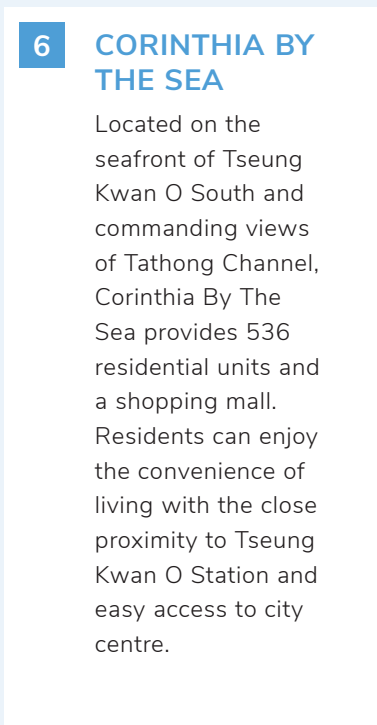 6
CORINTHIA BY
THE SEA
Located on the
seafront of Tseung
Kwan O South and
commanding views
of Tathong Channel,
Corinthia By The
Sea provides 536
residential units and
a shopping mall.
Residents can enjoy
the convenience of
living with the close
proximity to Tseung
Kwan O Station and
easy access to city
centre.